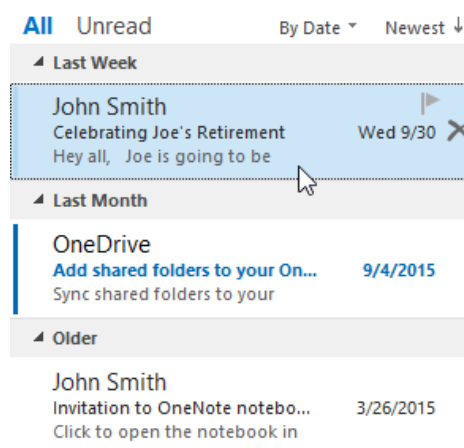 All Unread By Date Newest
Last Week
John Smith
Celebrating Joe's Retirement Wed 9/30
Hey all, Joe is going to be
Last Month
OneDrive
Add shared folders to your On... 9/4/2015
Sync shared folders to your
Older
John Smith
Invitation to OneNote notebo... 3/26/2015
Click to open the notebook in